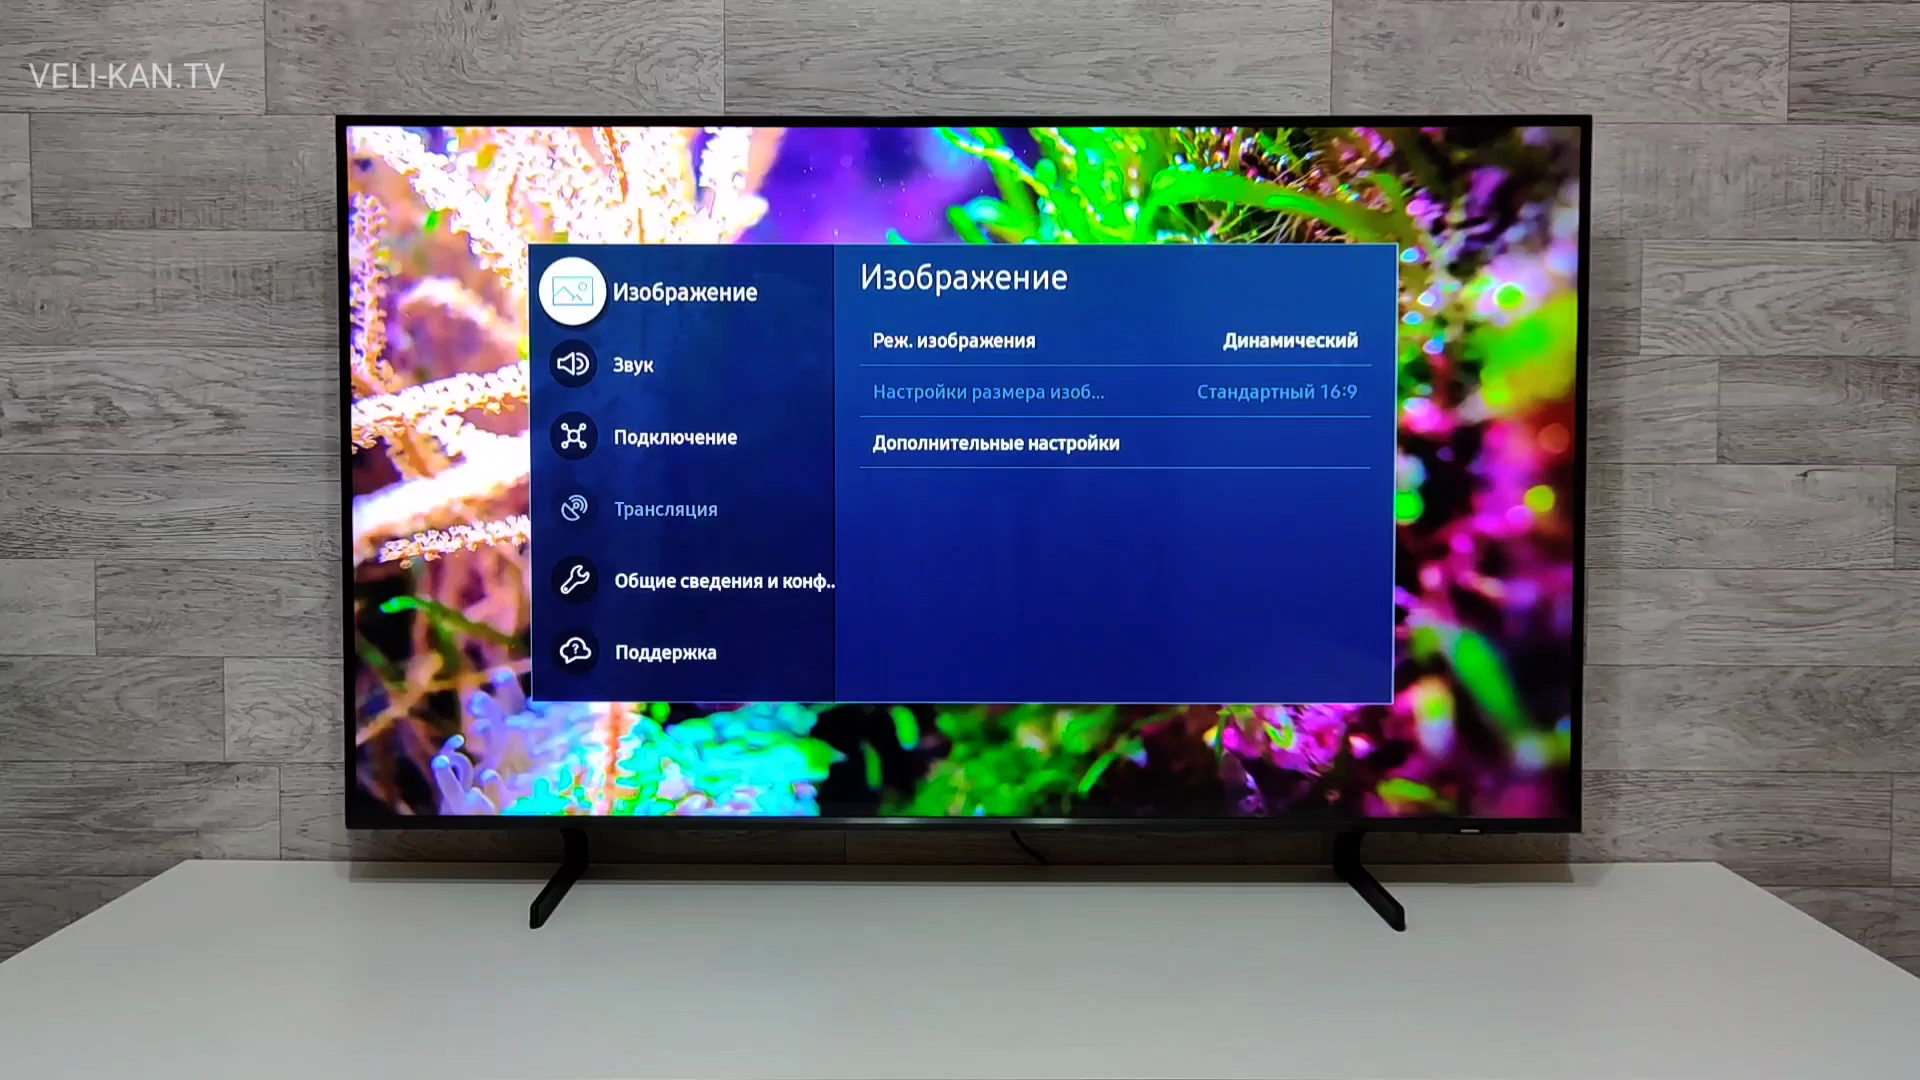 VELI-KAN.TV
Изображение
Звук
Подключение
Трансляция
Общие сведения и конф..
Поддержка
Изображение
Реж. изображения Динамический
Настройки размера изоб... Стандартный 16:9
Дополнительные настройки